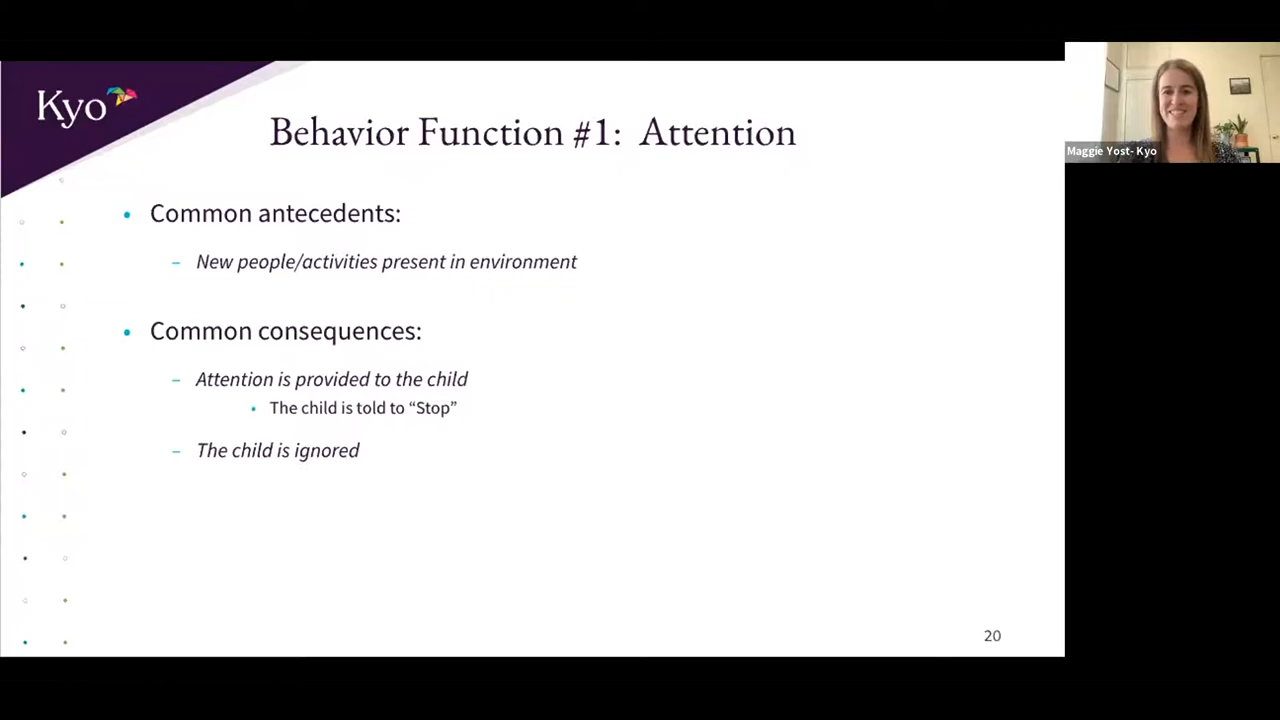 Kyo
Behavior Function #1: Attention
Maggie Yost- Kyo
Common antecedents:
New people/activities present in environment
Common consequences:
Attention is provided to the child
The child is told to “Stop”
The child is ignored
20